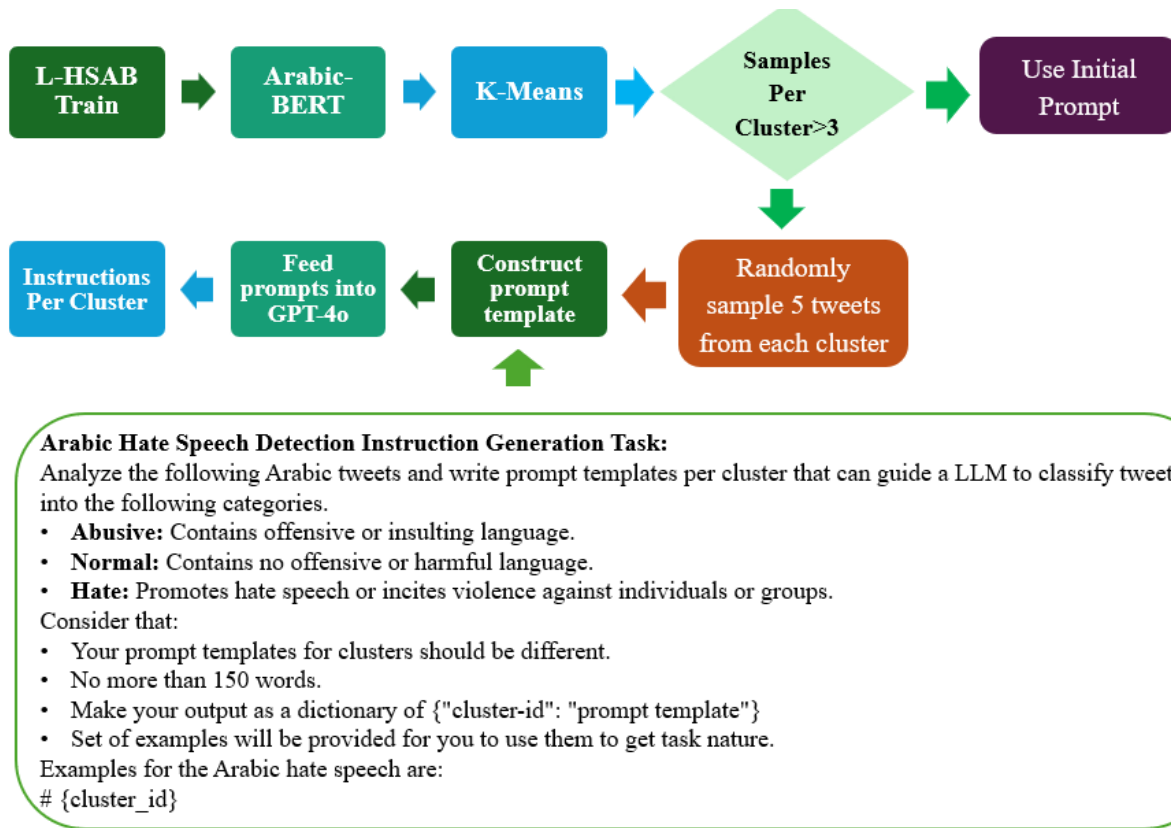 L-HSAB
Train
Arabic-
BERT
K-Means
Samples
Per
Cluster>3
Use Initial
Prompt
Instructions
Per Cluster
Feed
prompts into
GPT-4o
Construct
prompt
template
Randomly
sample 5 tweets
from each cluster
Arabic Hate Speech Detection Instruction Generation Task:
Analyze the following Arabic tweets and write prompt templates per cluster that can guide a LLM to classify tweet
into the following categories.
• Abusive: Contains offensive or insulting language.
• Normal: Contains no offensive or harmful language.
• Hate: Promotes hate speech or incites violence against individuals or groups.
Consider that:
• Your prompt templates for clusters should be different.
• No more than 150 words.
• Make your output as a dictionary of {"cluster-id": "prompt template"}
• Set of examples will be provided for you to use them to get task nature.
Examples for the Arabic hate speech are:
# {cluster_id}